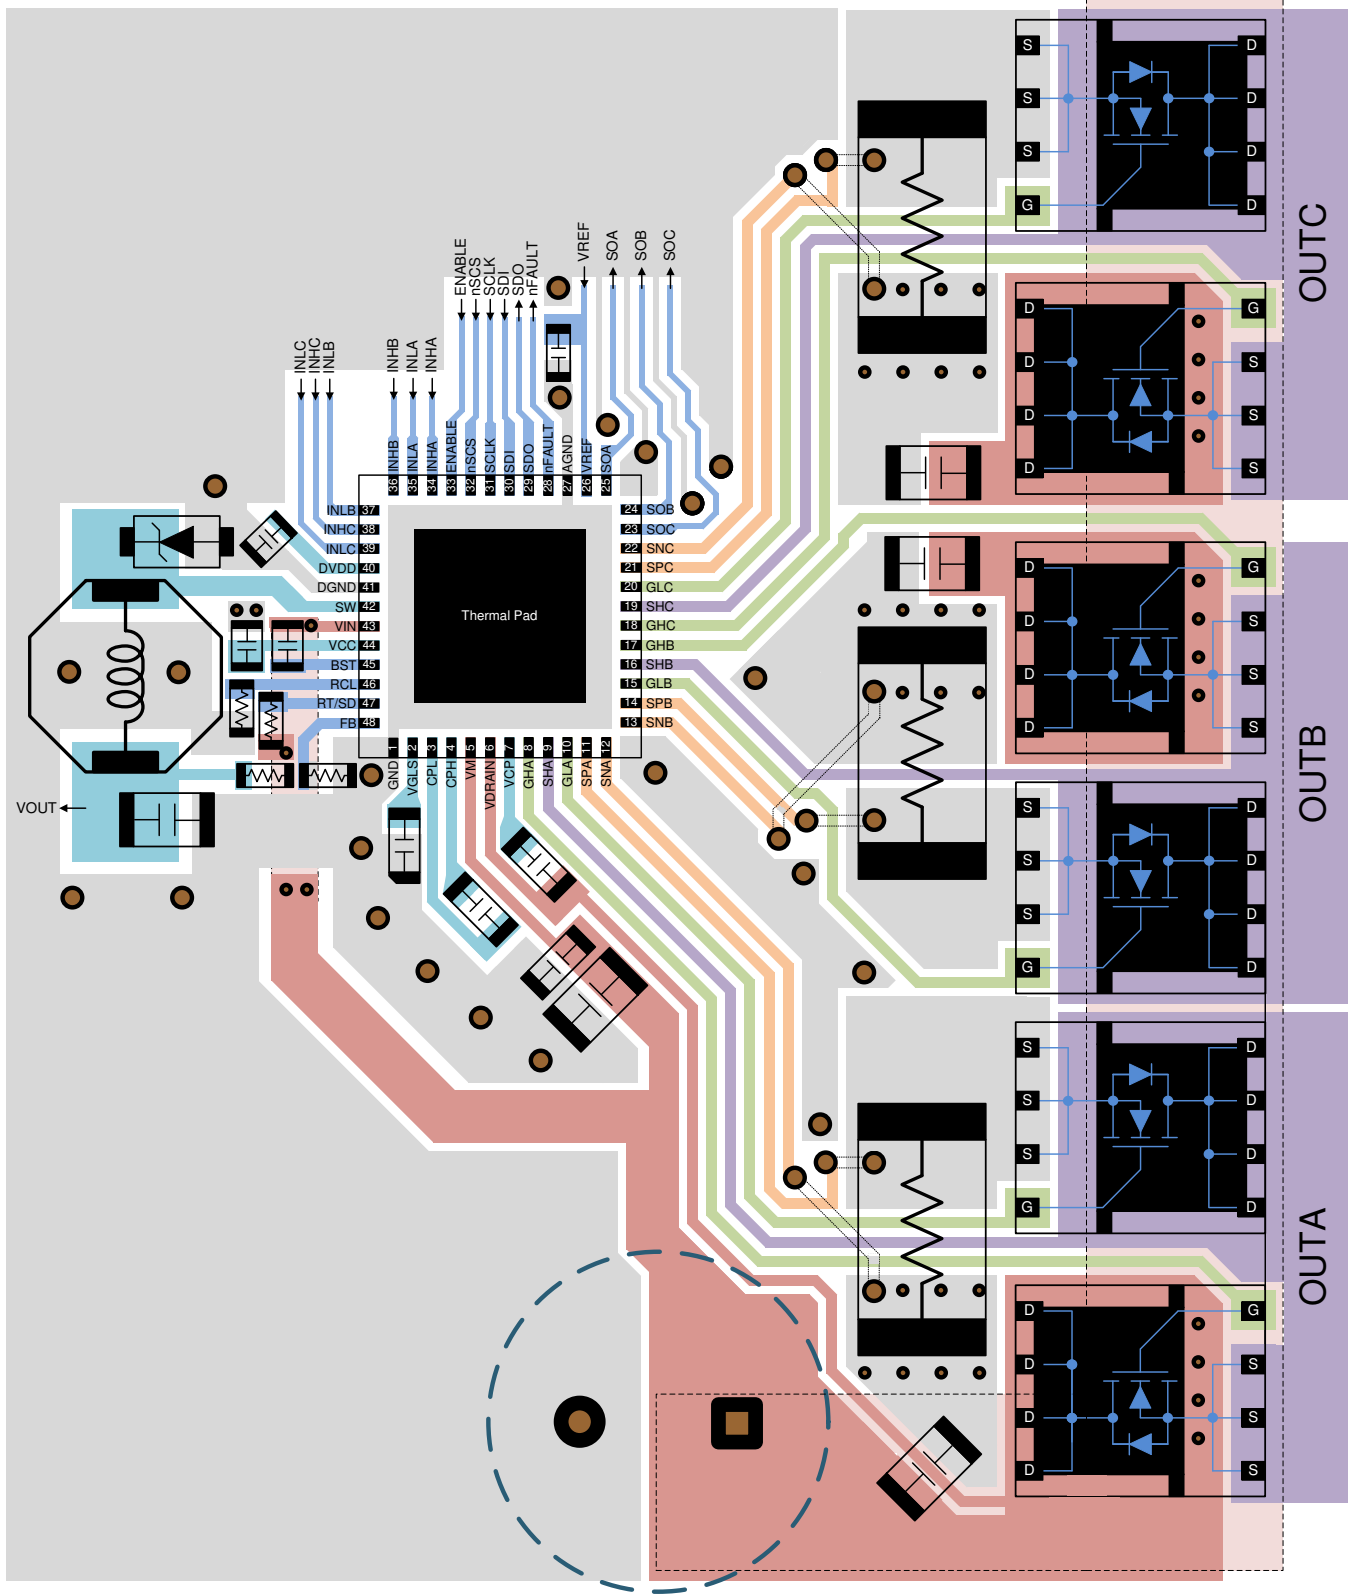 S
D
S
D
S
D
G
D
OUTC
ENABLE
nSCS
SCLK
SDI
SDO
nFAULT
VREF
SOA
SOB
SOC
D
G
D
S
D
S
D
S
INLC
INHC
INLB
INHB
INLA
INHA
INHB
INLA
INHA
ENABLE
nSCS
SCLK
SDI
SDO
nFAULT
AGND
VREF
SOA
36
35
34
33
32
31
30
29
28
27
26
25
INLB 37
INHC 38
INLC 39
DVDD 40
DGND 41
SW 42
VIN 43
VCC 44
BST 45
RCL 46
RT/SD 47
FB 48
Thermal Pad
24 SOB
23 SOC
22 SNC
21 SPC
20 GLC
19 SHC
18 GHC
17 GHB
16 SHB
15 GLB
14 SPB
13 SNB
1
2
3
4
5
6
7
8
9
10
11
12
GND
VGLS
CPL
CPH
VM
VDRAIN
VCP
GHA
SHA
GLA
SPA
SNA
D
G
D
S
D
S
D
S
OUTB
VOUT
S
D
S
D
S
D
G
D
S
D
S
D
S
D
G
D
OUTA
D
G
D
S
D
S
D
S